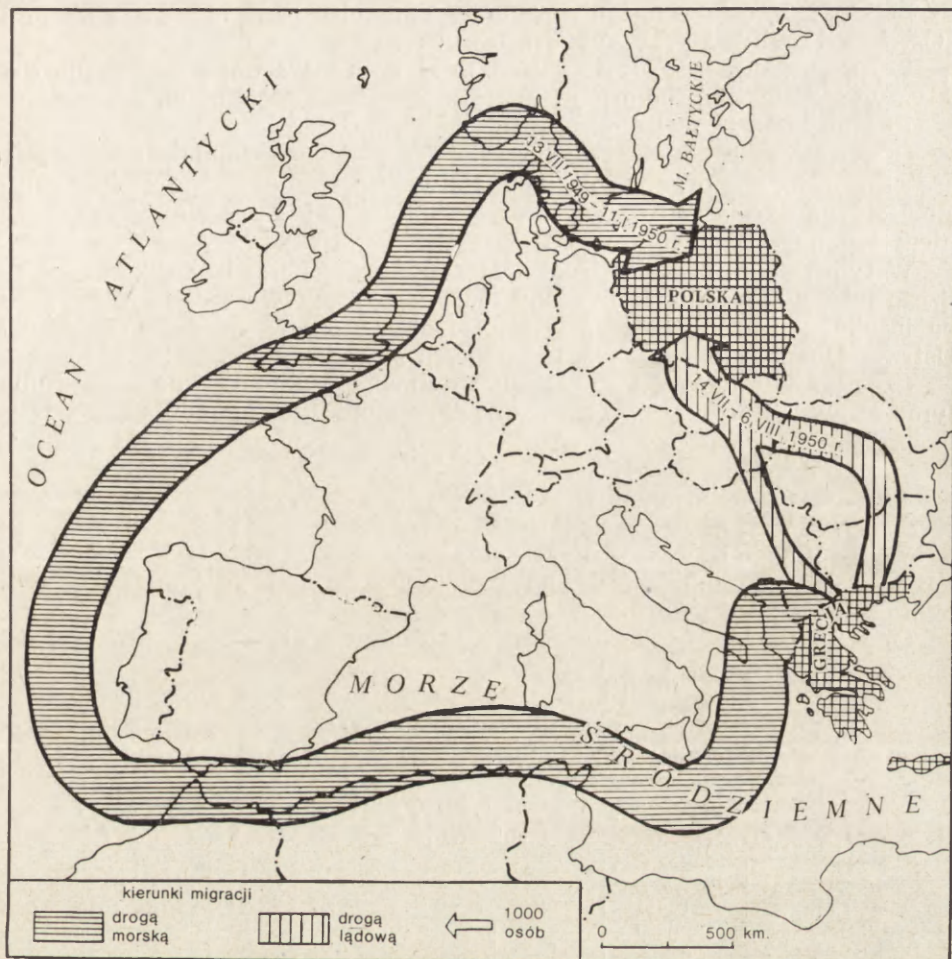 OCEAN ATLANTYCKI
M. BAŁTYCKIE
13 VII 1949 – 11 I 1950 r.
POLSKA
14 VII – 6 VIII 1950 r.
GRECJA
MORZE ŚRÓDZIEMNE
kierunki migracji
drogą
morską
drogą
lądową
1000
osób
0 500 km.